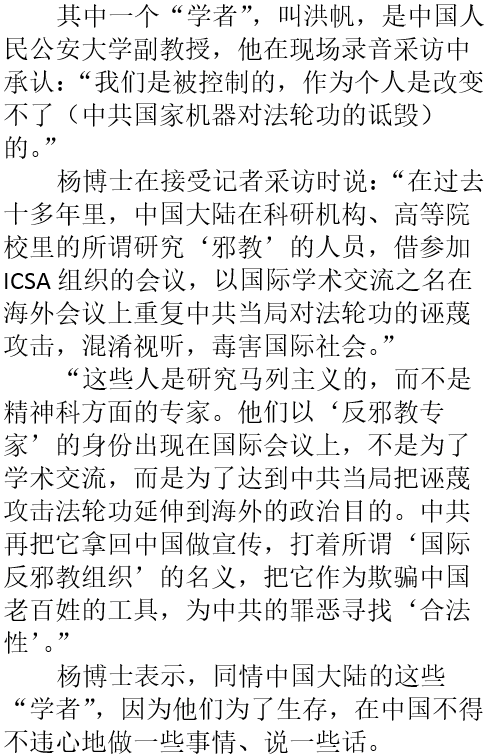 其中一个“学者”，叫洪帆，是中国人
民公安大学副教授，他在现场录音采访中
承认：“我们是被控制的，作为个人是改变
不了（中共国家机器对法轮功的诋毁）
的。”
杨博士在接受记者采访时说：“在过去
十多年里，中国大陆在科研机构、高等院
校里的所谓研究‘邪教’的人员，借参加
ICSA 组织的会议，以国际学术交流之名在
海外会议上重复中共当局对法轮功的诬蔑
攻击，混淆视听，毒害国际社会。”
“这些人是研究马列主义的，而不是
精神科方面的专家。他们以‘反邪教专
家’的身份出现在国际会议上，不是为了
学术交流，而是为了达到中共当局把诬蔑
攻击法轮功延伸到海外的政治目的。中共
再把它拿回中国做宣传，打着所谓‘国际
反邪教组织’的名义，把它作为欺骗中国
老百姓的工具，为中共的罪恶寻找‘合法
性’。”
杨博士表示，同情中国大陆的这些
“学者”，因为他们为了生存，在中国不得
不违心地做一些事情、说一些话。